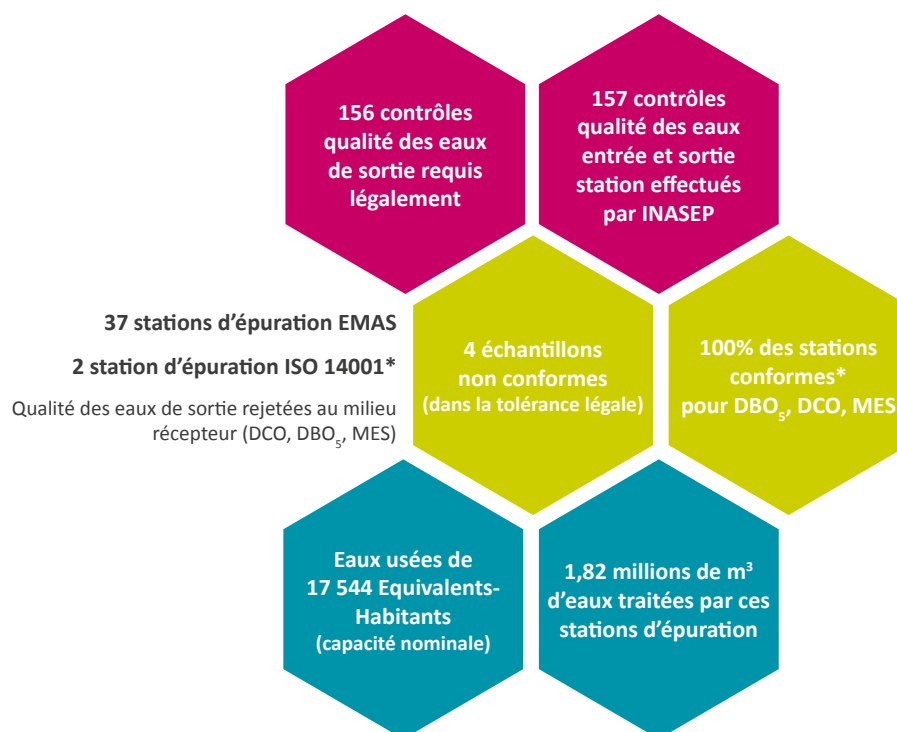 156 contrôles
qualité des eaux
de sortie requis
légalement
157 contrôles
qualité des eaux
entrée et sortie
station effectués
par INASEP
37 stations d'épuration EMAS
2 station d'épuration ISO 14001*
Qualité des eaux de sortie rejetées au milieu
récepteur (DCO, DBO₅, MES)
4 échantillons
non conformes
(dans la tolérance légale)
100% des stations
conformes*
pour DBO₅, DCO, MES
Eaux usées de
17 544 Equivalents-
Habitants
(capacité nominale)
1,82 millions de m³
d'eaux traitées par ces
stations d'épuration